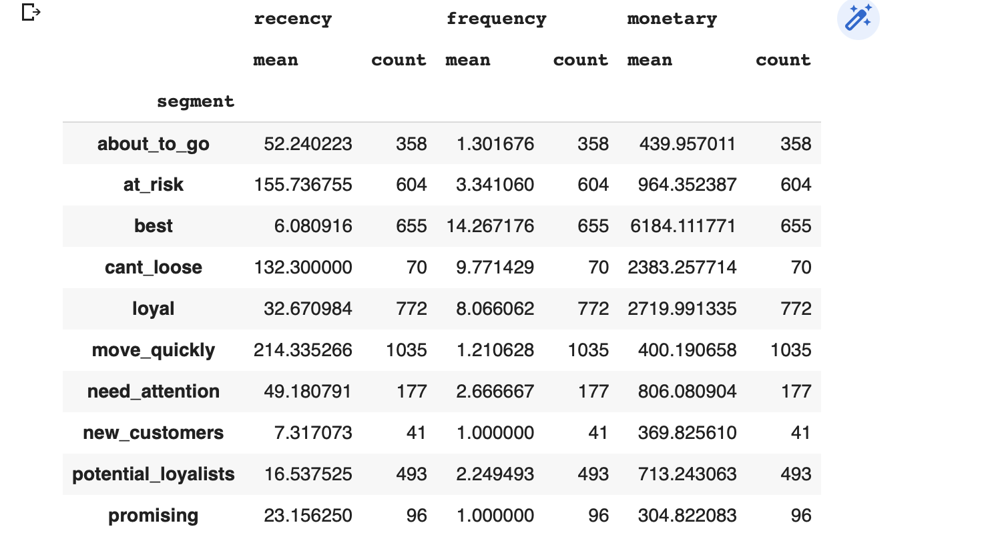 recency frequency monetary
mean count mean count mean count
segment
about_to_go 52.240223 358 1.301676 358 439.957011 358
at_risk 155.736755 604 3.341060 604 964.352387 604
best 6.080916 655 14.267176 655 6184.111771 655
cant_loose 132.300000 70 9.771429 70 2383.257714 70
loyal 32.670984 772 8.066062 772 2719.991335 772
move_quickly 214.335266 1035 1.210628 1035 400.190658 1035
need_attention 49.180791 177 2.666667 177 806.080904 177
new_customers 7.317073 41 1.000000 41 369.825610 41
potential_loyalists 16.537525 493 2.249493 493 713.243063 493
promising 23.156250 96 1.000000 96 304.822083 96